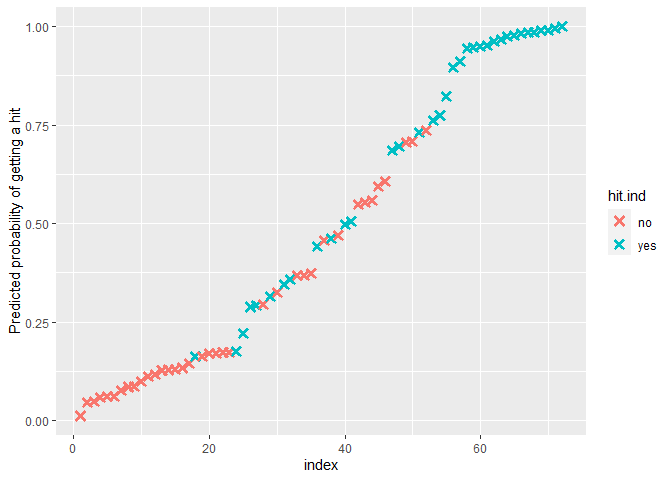 Predicted probability of getting a hit
1.00
0.75
0.50
0.25
0.00
0
20
40
60
index
hit.ind
no
yes